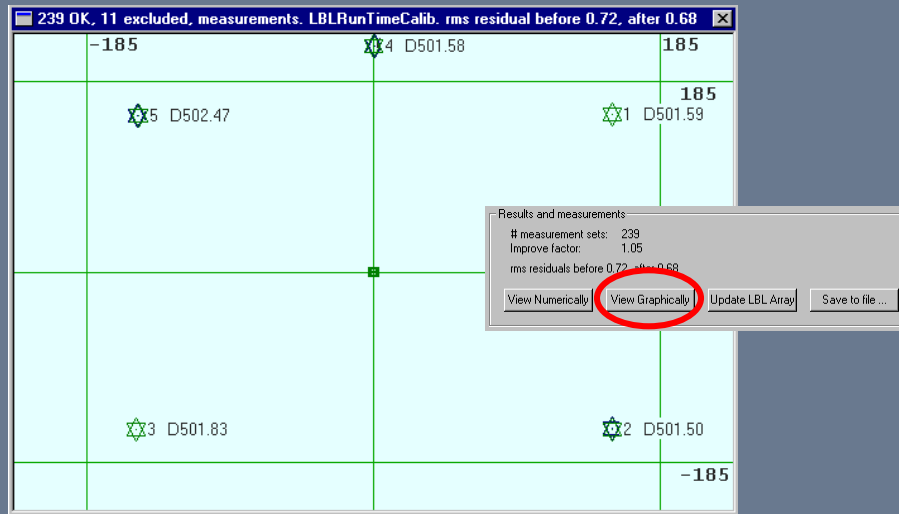 239 OK, 11 excluded, measurements. LBLRunTimeCalib. rms residual before 0.72, after 0.68
-185
4 D501.58
185
185
5 D502.47
1 D501.59
Results and measurements
# measurement sets: 239
Improve factor: 1.05
rms residuals before 0.72, after 0.68
View Numerically
View Graphically
Update LBL Array
Save to file ...
3 D501.83
2 D501.50
-185